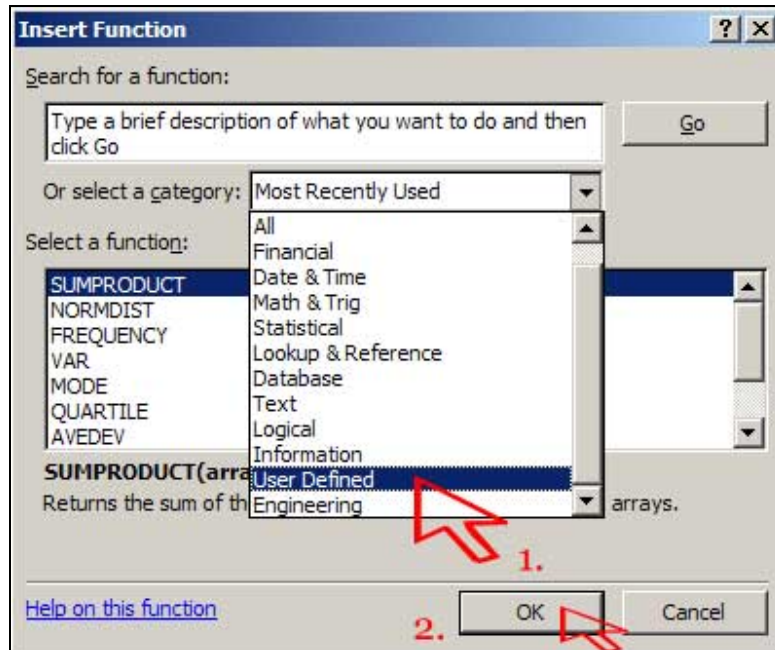 Insert Function
Search for a function:
Type a brief description of what you want to do and then
click Go
Go
Or select a category: Most Recently Used
All
Financial
Date & Time
Math & Trig
Statistical
Lookup & Reference
Database
Text
Logical
Information
User Defined
Engineering
Select a function:
SUMPRODUCT
NORMDIST
FREQUENCY
VAR
MODE
QUARTILE
AVEDEV
SUMPRODUCT(arra
Returns the sum of th arrays.
1.
Help on this function
2.
OK
Cancel